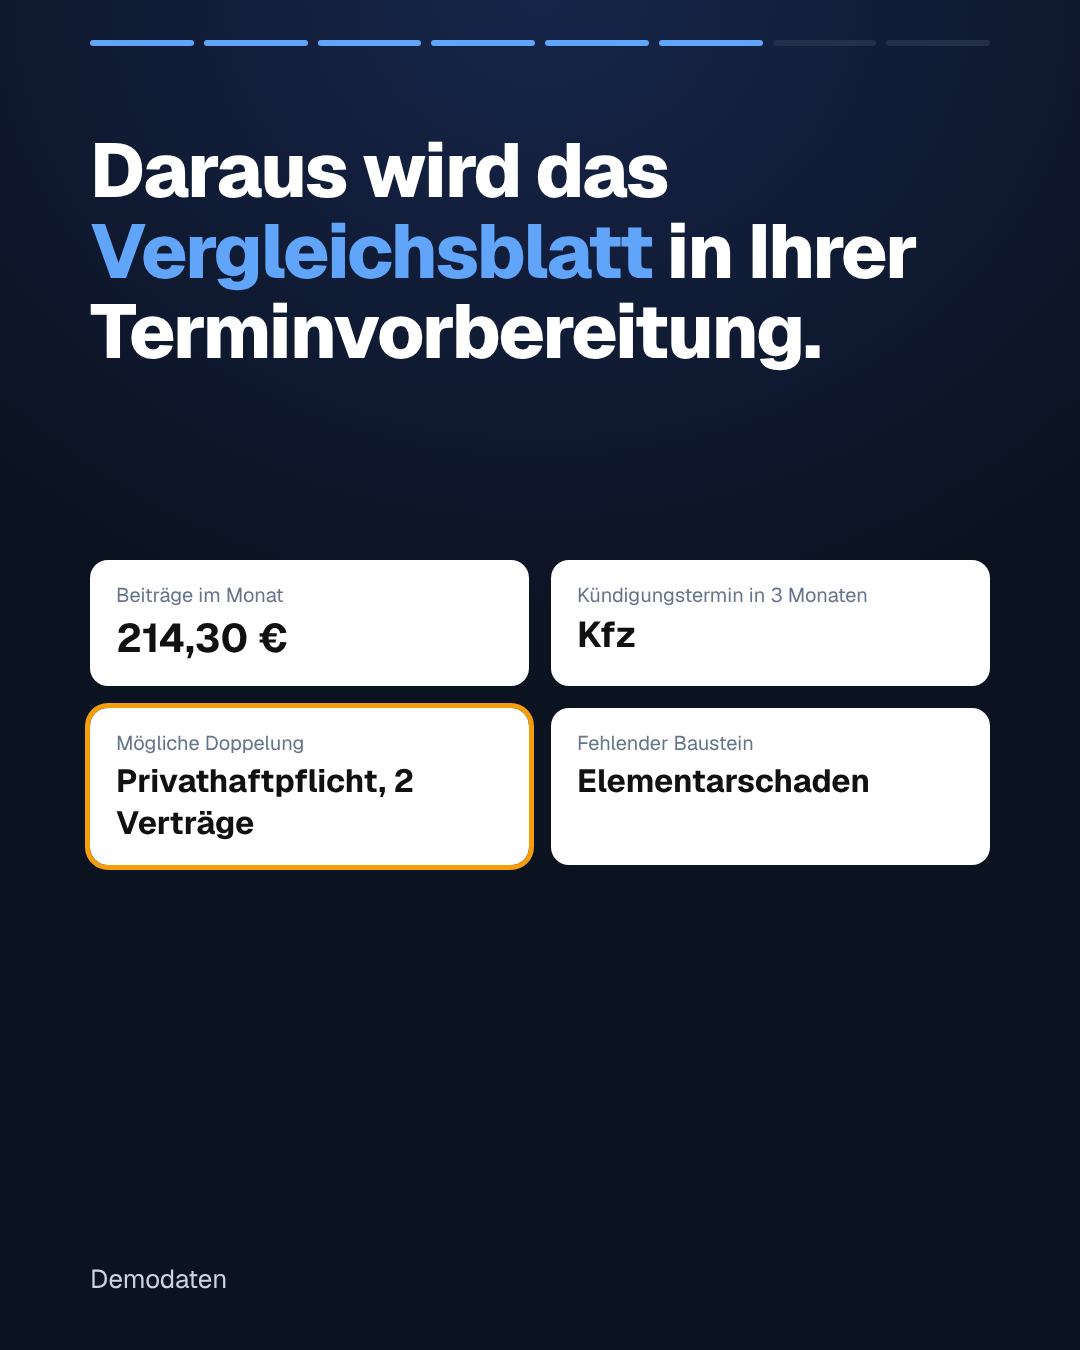 Daraus wird das
Vergleichsblatt in Ihrer
Terminvorbereitung.
Beiträge im Monat
214,30 €
Kündigungstermin in 3 Monaten
Kfz
Mögliche Doppelung
Privathaftpflicht, 2
Verträge
Fehlender Baustein
Elementarschaden
Demodaten